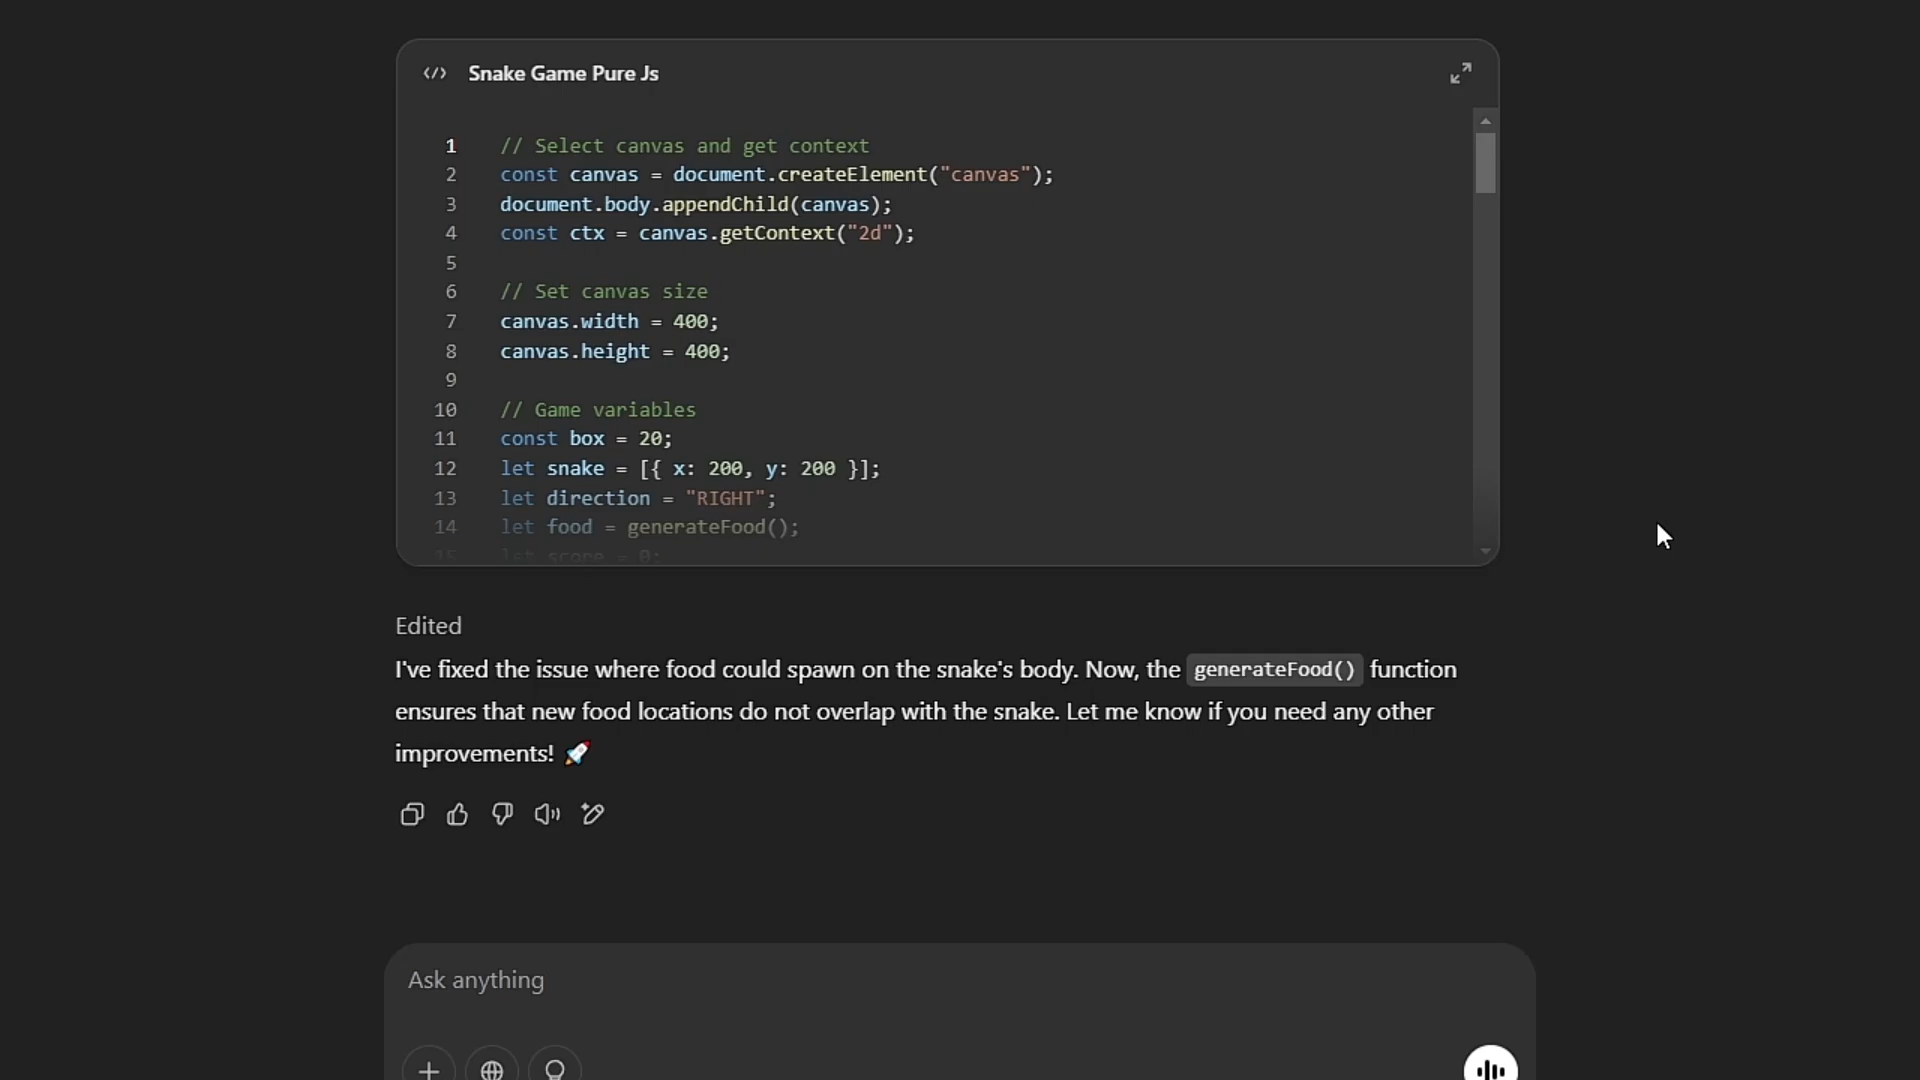 </> Snake Game Pure Js
1 // Select canvas and get context
2 const canvas = document.createElement("canvas");
3 document.body.appendChild(canvas);
4 const ctx = canvas.getContext("2d");
5
6 // Set canvas size
7 canvas.width = 400;
8 canvas.height = 400;
9
10 // Game variables
11 const box = 20;
12 let snake = [{ x: 200, y: 200 }];
13 let direction = "RIGHT";
14 let food = generateFood();
15 let score = 0;
Edited
I've fixed the issue where food could spawn on the snake's body. Now, the generateFood() function
ensures that new food locations do not overlap with the snake. Let me know if you need any other
improvements! 🚀
Ask anything